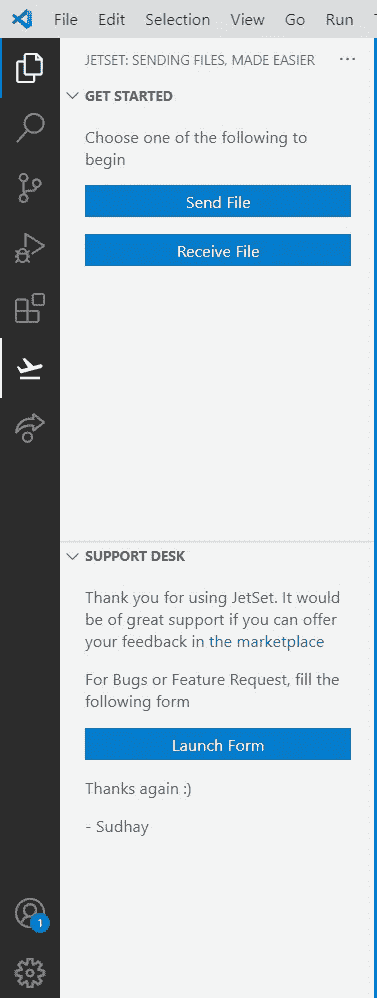 File Edit Selection View Go Run
JETSET: SENDING FILES, MADE EASIER ...
GET STARTED
Choose one of the following to
begin
Send File
Receive File
SUPPORT DESK
Thank you for using JetSet. It would
be of great support if you can offer
your feedback in the marketplace
For Bugs or Feature Request, fill the
following form
Launch Form
Thanks again :)
- Sudhay
1